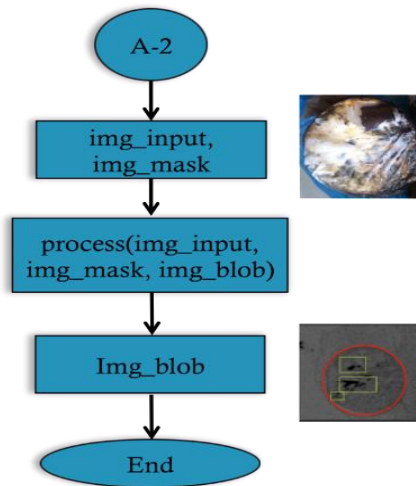 A-2
img_input,
img_mask
process(img_input,
img_mask, img_blob)
Img_blob
End